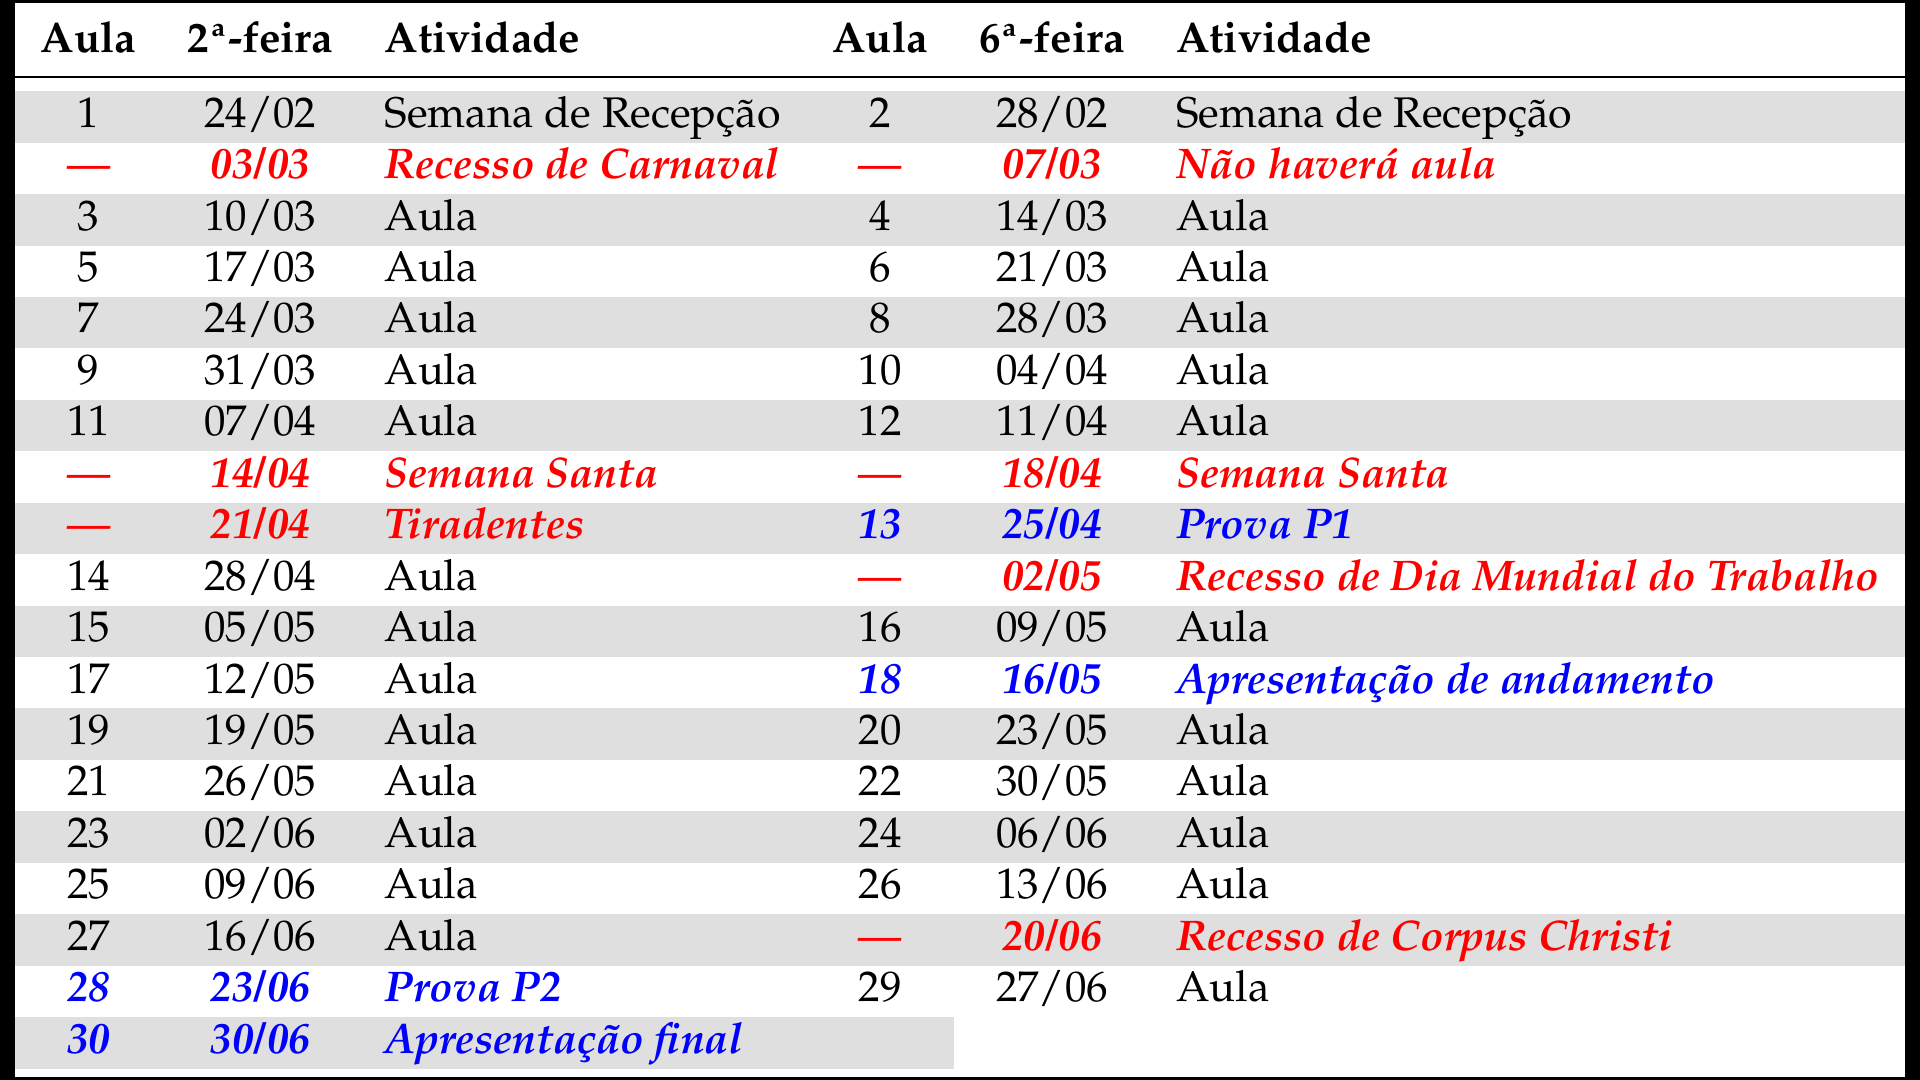 Aula 2ª-feira Atividade Aula 6ª-feira Atividade
1 24/02 Semana de Recepção 2 28/02 Semana de Recepção
— 03/03 Recesso de Carnaval — 07/03 Não haverá aula
3 10/03 Aula 4 14/03 Aula
5 17/03 Aula 6 21/03 Aula
7 24/03 Aula 8 28/03 Aula
9 31/03 Aula 10 04/04 Aula
11 07/04 Aula 12 11/04 Aula
— 14/04 Semana Santa — 18/04 Semana Santa
— 21/04 Tiradentes 13 25/04 Prova P1
14 28/04 Aula — 02/05 Recesso de Dia Mundial do Trabalho
15 05/05 Aula 16 09/05 Aula
17 12/05 Aula 18 16/05 Apresentação de andamento
19 19/05 Aula 20 23/05 Aula
21 26/05 Aula 22 30/05 Aula
23 02/06 Aula 24 06/06 Aula
25 09/06 Aula 26 13/06 Aula
27 16/06 Aula — 20/06 Recesso de Corpus Christi
28 23/06 Prova P2 29 27/06 Aula
30 30/06 Apresentação final